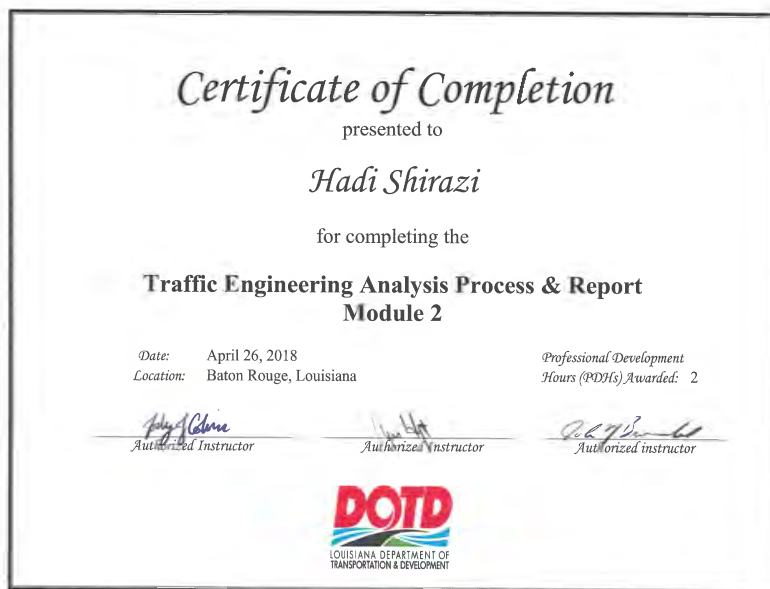 Certificate of Completion
presented to
Hadi Shirazi
for completing the
Traffic Engineering Analysis Process & Report
Module 2
Date: April 26, 2018
Location: Baton Rouge, Louisiana
Professional Development
Hours (PDHs) Awarded: 2
Authorized Instructor
Authorized Instructor
Authorized instructor
DOTD
LOUISIANA DEPARTMENT OF
TRANSPORTATION & DEVELOPMENT